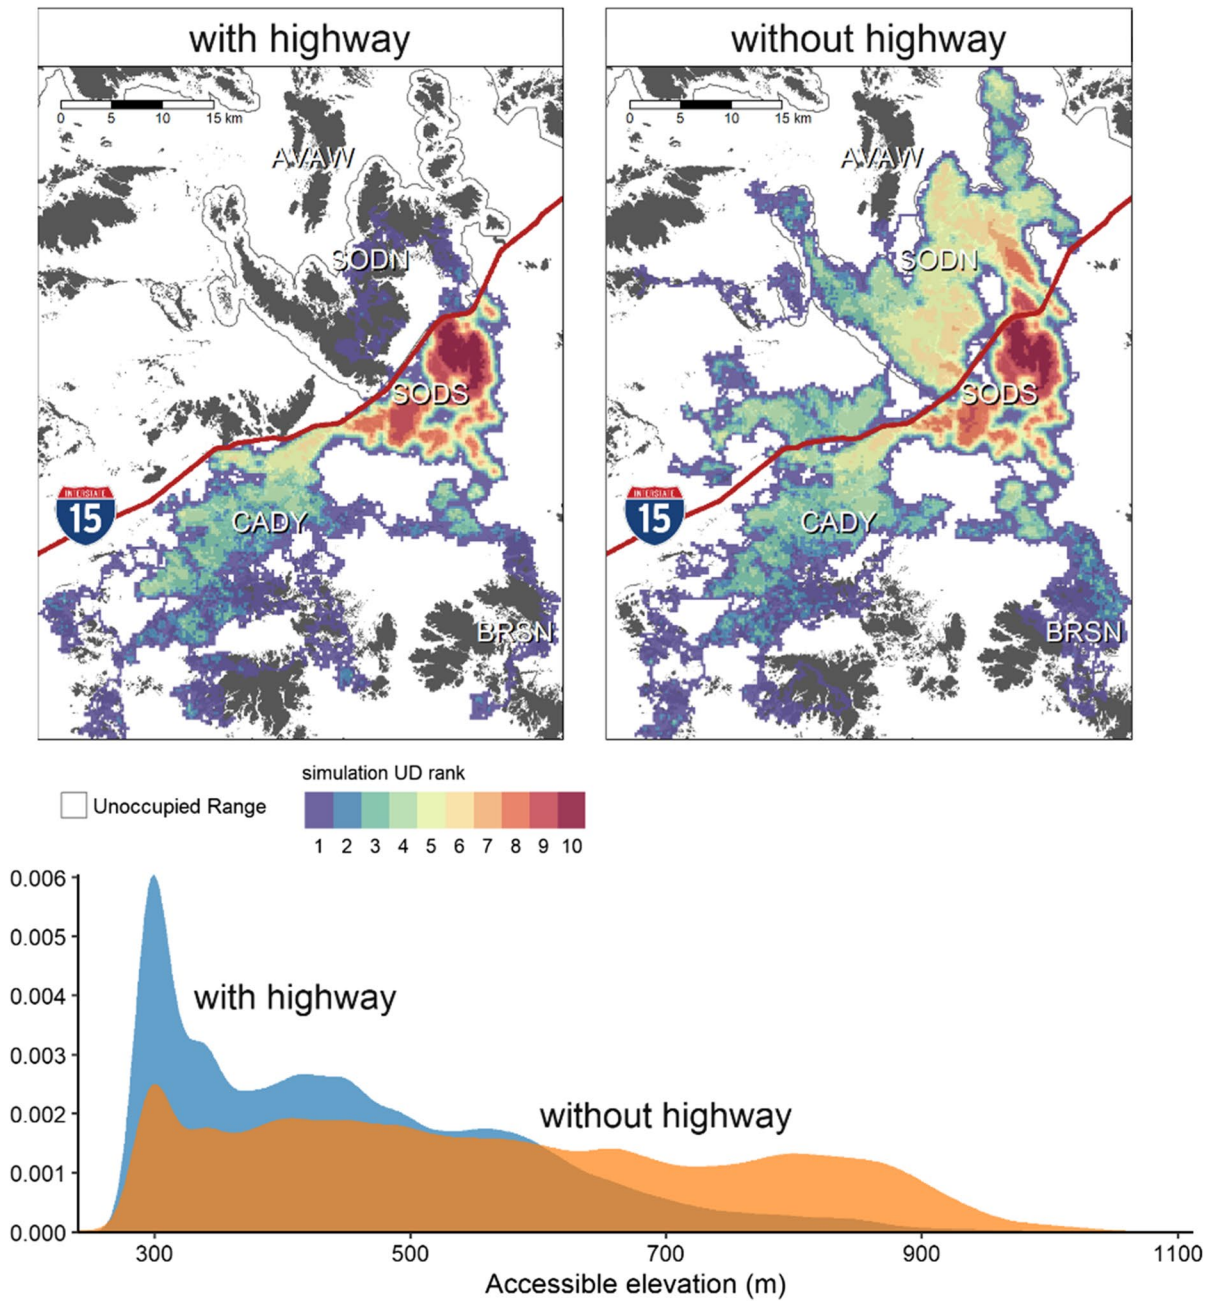 with highway
without highway
0 5 10 15 km
0 5 10 15 km
AVAW
AVAW
SODN
SODN
SODS
SODS
INTERSTATE
15
INTERSTATE
15
CADY
CADY
BRSN
BRSN
simulation UD rank
Unoccupied Range
1 2 3 4 5 6 7 8 9 10
0.006
0.005
0.004
with highway
0.003
0.002
without highway
0.001
0.000
300 500 700 900 1100
Accessible elevation (m)